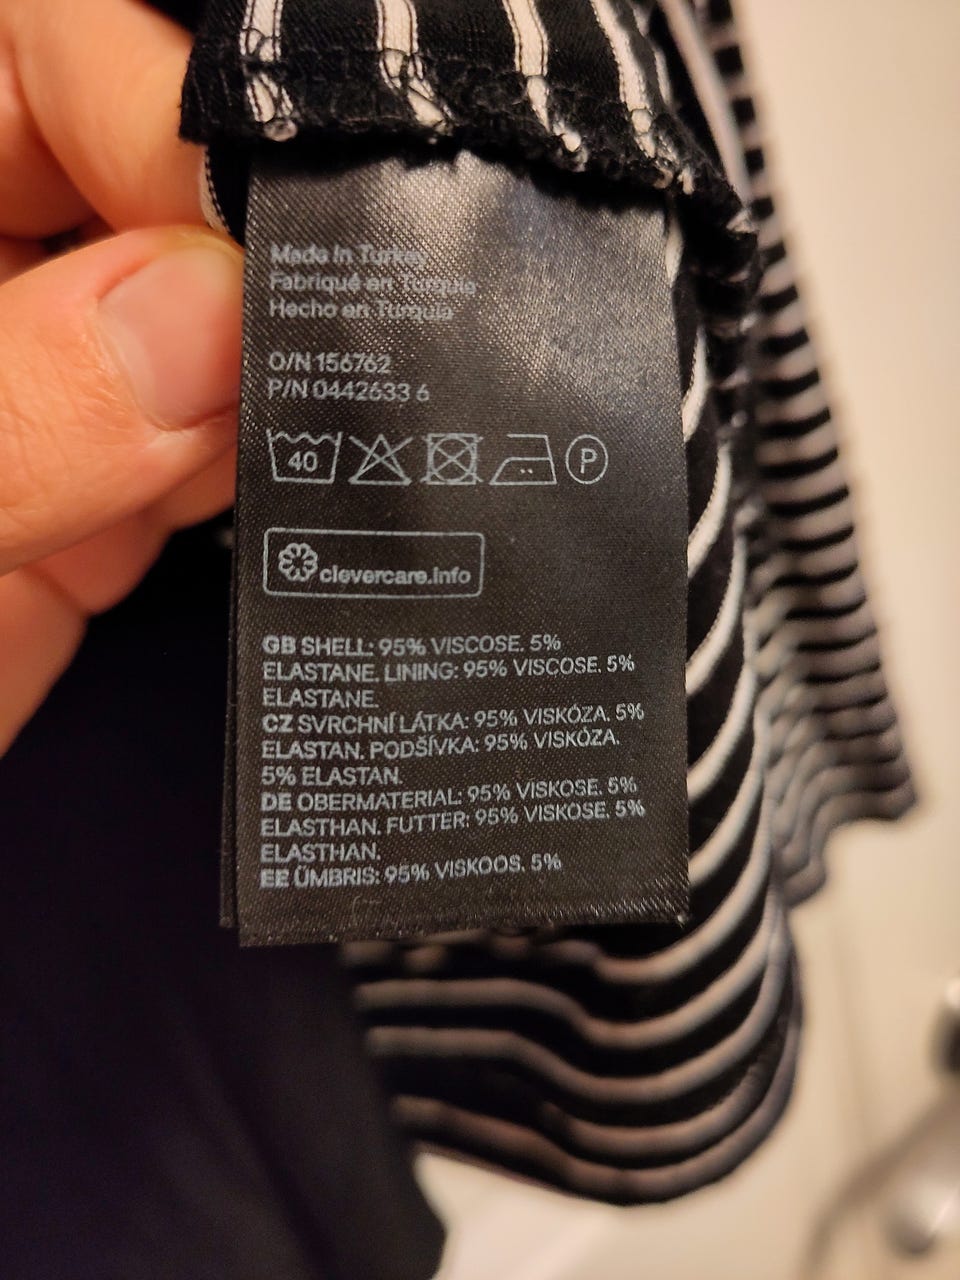 Made in Turkey
Fabriqué en Turquie
Hecho en Turquia
O/N 156762
P/N 0442633 6
40 P
clevercare.info
GB SHELL: 95% VISCOSE. 5%
ELASTANE. LINING: 95% VISCOSE. 5%
ELASTANE.
CZ SVRCHNÍ LÁTKA: 95% VISKÓZA. 5%
ELASTAN. PODŠÍVKA: 95% VISKÓZA.
5% ELASTAN.
DE OBERMATERIAL: 95% VISKOSE. 5%
ELASTHAN. FUTTER: 95% VISKOSE. 5%
ELASTHAN.
EE ÜMBRIS: 95% VISKOOS. 5%